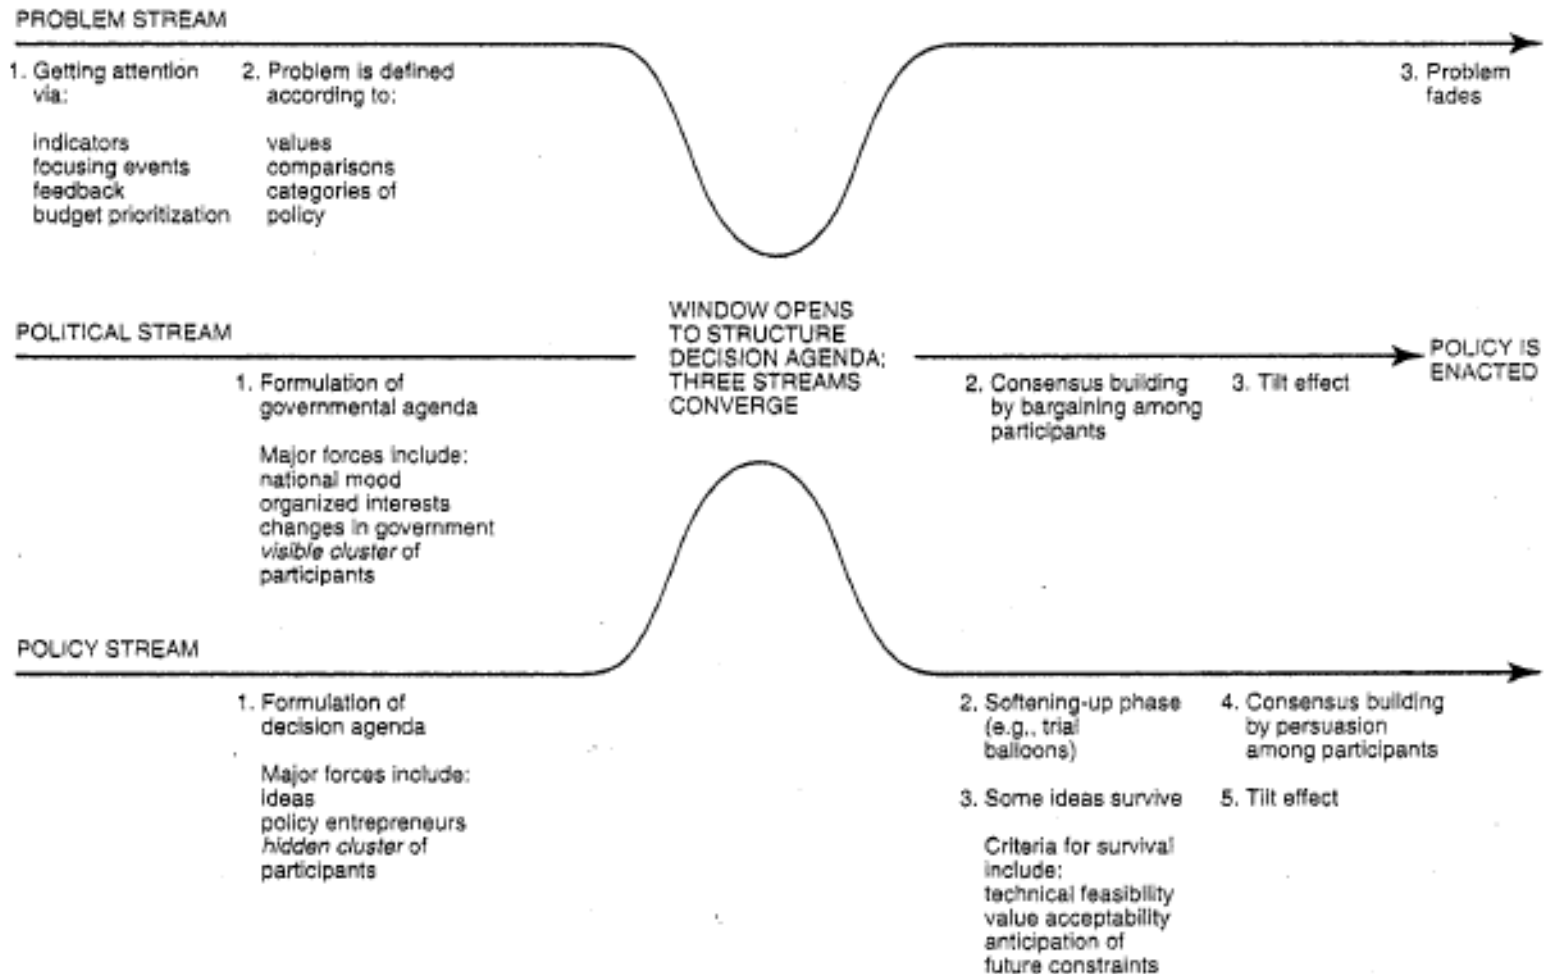 PROBLEM STREAM
1. Getting attention
via:
indicators
focusing events
feedback
budget prioritization
2. Problem is defined
according to:
values
comparisons
categories of
policy
3. Problem
fades
POLITICAL STREAM
1. Formulation of
governmental agenda
Major forces include:
national mood
organized interests
changes in government
visible cluster of
participants
WINDOW OPENS
TO STRUCTURE
DECISION AGENDA;
THREE STREAMS
CONVERGE
2. Consensus building
by bargaining among
participants
3. Tilt effect
POLICY IS
ENACTED
POLICY STREAM
1. Formulation of
decision agenda
Major forces include:
ideas
policy entrepreneurs
hidden cluster of
participants
2. Softening-up phase
(e.g., trial
balloons)
3. Some ideas survive
Criteria for survival
include:
technical feasibility
value acceptability
anticipation of
future constraints
4. Consensus building
by persuasion
among participants
5. Tilt effect